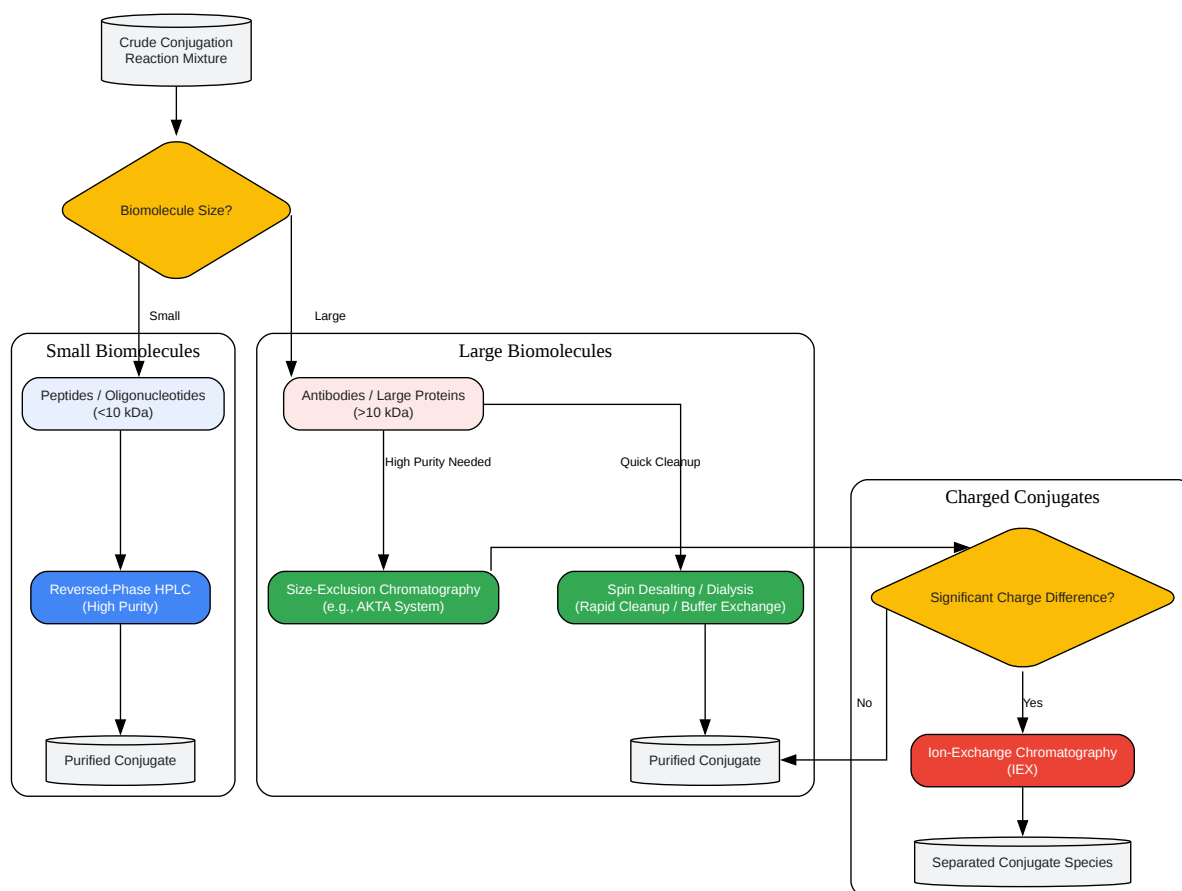 Crude Conjugation
Reaction Mixture
Biomolecule Size?
Small
Large
Small Biomolecules
Large Biomolecules
Peptides / Oligonucleotides
(<10 kDa)
Antibodies / Large Proteins
(>10 kDa)
High Purity Needed
Quick Cleanup
Charged Conjugates
Reversed-Phase HPLC
(High Purity)
Size-Exclusion Chromatography
(e.g., AKTA System)
Spin Desalting / Dialysis
(Rapid Cleanup / Buffer Exchange)
Significant Charge Difference?
No
Yes
Purified Conjugate
Purified Conjugate
Ion-Exchange Chromatography
(IEX)
Separated Conjugate Species